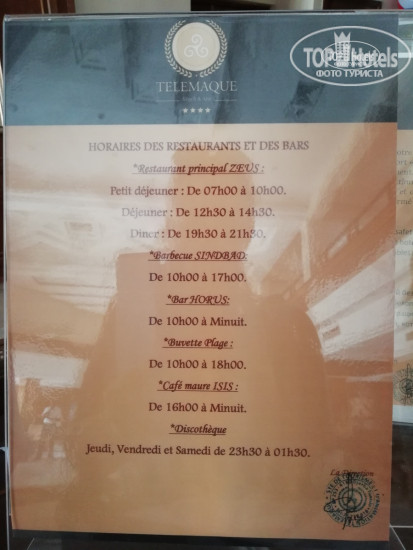 TELEMAQUE
★★★★
TOPHotels
ФОТО ТУРИСТА
HORAIRES DES RESTAURANTS ET DES BARS
*Restaurant principal ZEUS :
Petit déjeuner : De 07h00 à 10h00.
Déjeuner : De 12h30 à 14h30.
Dîner : De 19h30 à 21h30.
*Barbecue SINDBAD:
De 10h00 à 17h00.
*Bar HORUS:
De 10h00 à Minuit.
*Buvette Plage :
De 10h00 à 18h00.
*Café maure ISIS :
De 16h00 à Minuit.
*Discothèque
Jeudi, Vendredi et Samedi de 23h30 à 01h30.
La Direction